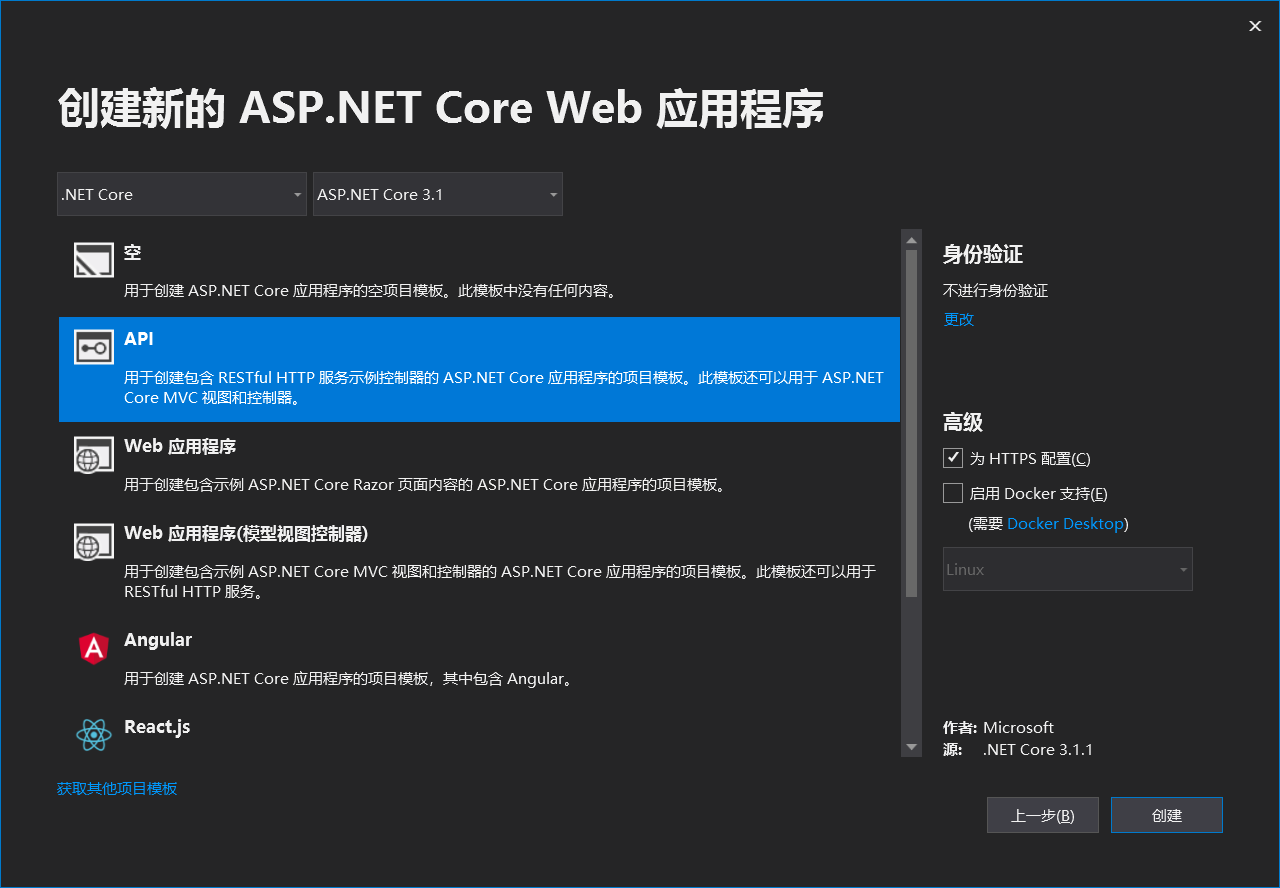 创建新的 ASP.NET Core Web 应用程序
.NET Core
ASP.NET Core 3.1
空
用于创建 ASP.NET Core 应用程序的空项目模板。此模板中没有任何内容。
API
用于创建包含 RESTful HTTP 服务示例控制器的 ASP.NET Core 应用程序的项目模板。此模板还可以用于 ASP.NET
Core MVC 视图和控制器。
Web 应用程序
用于创建包含示例 ASP.NET Core Razor 页面内容的 ASP.NET Core 应用程序的项目模板。
Web 应用程序(模型视图控制器)
用于创建包含示例 ASP.NET Core MVC 视图和控制器的 ASP.NET Core 应用程序的项目模板。此模板还可以用于
RESTful HTTP 服务。
Angular
用于创建 ASP.NET Core 应用程序的项目模板，其中包含 Angular。
React.js
获取其他项目模板
身份验证
不进行身份验证
更改
高级
为 HTTPS 配置(C)
启用 Docker 支持(E)
(需要 Docker Desktop)
Linux
作者: Microsoft
源: .NET Core 3.1.1
上一步(B)
创建